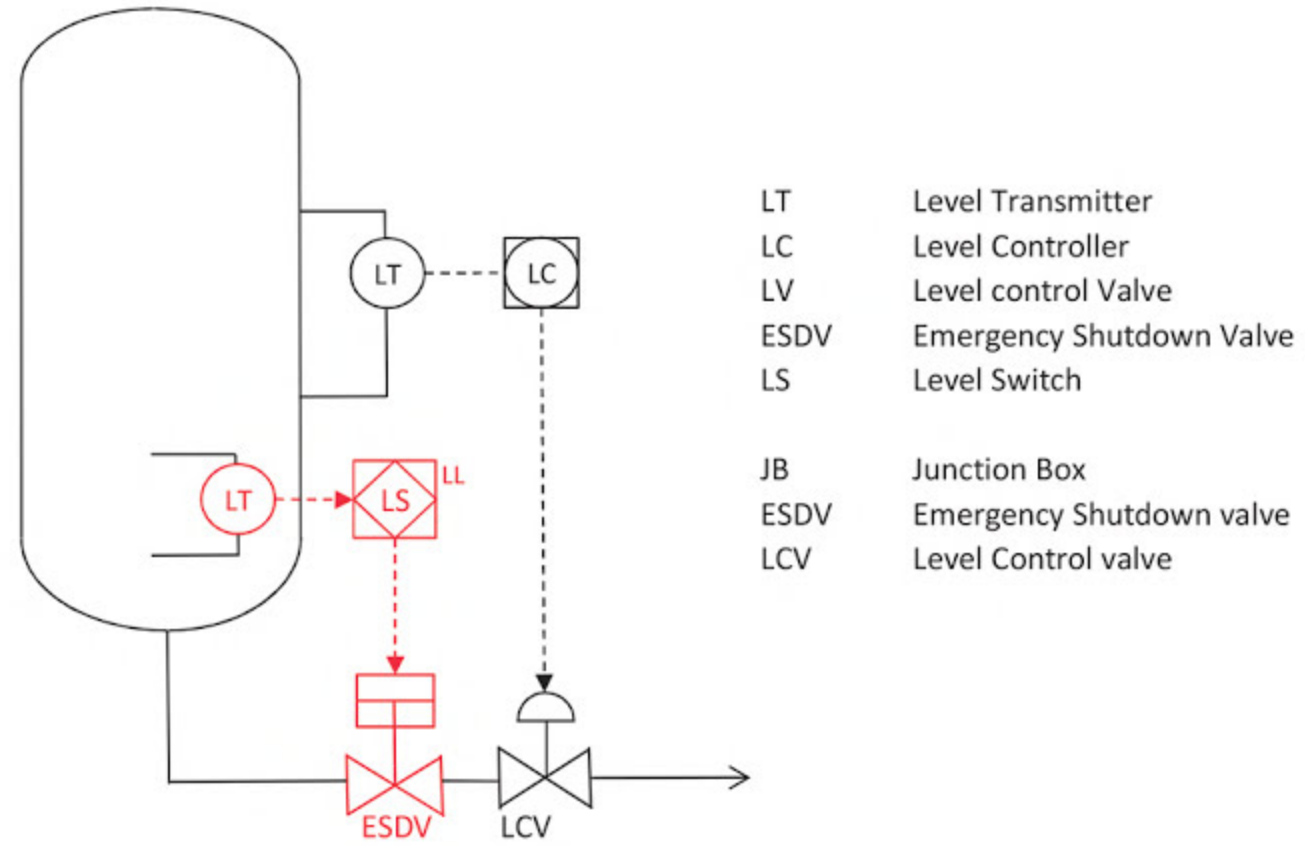 LT
LC
LT
LS
LL
ESDV
LCV
LT Level Transmitter
LC Level Controller
LV Level control Valve
ESDV Emergency Shutdown Valve
LS Level Switch
JB Junction Box
ESDV Emergency Shutdown valve
LCV Level Control valve